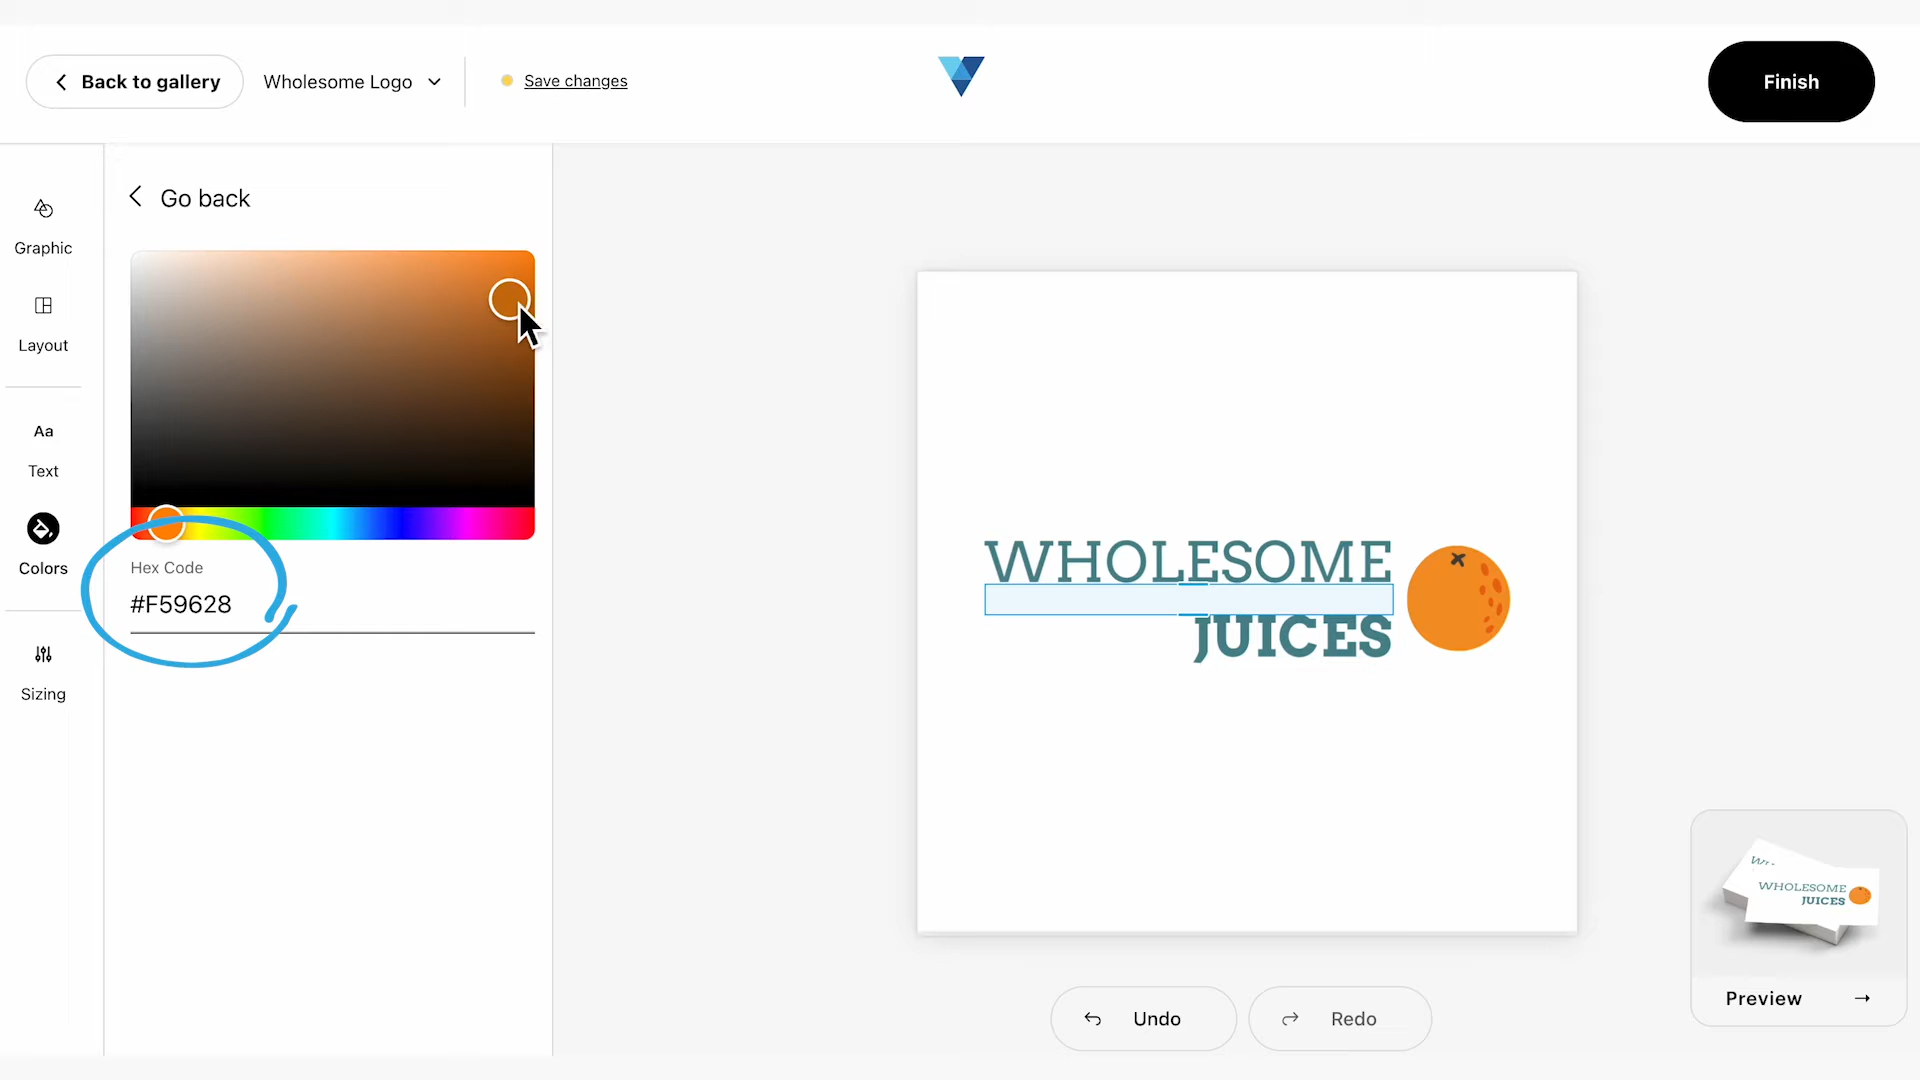 Back to gallery
Wholesome Logo
Save changes
Finish
Go back
Graphic
Layout
Aa
Text
Colors
Sizing
Hex Code
#F59628
WHOLESOME
JUICES
WHOLESOME
JUICES
Preview
Undo
Redo